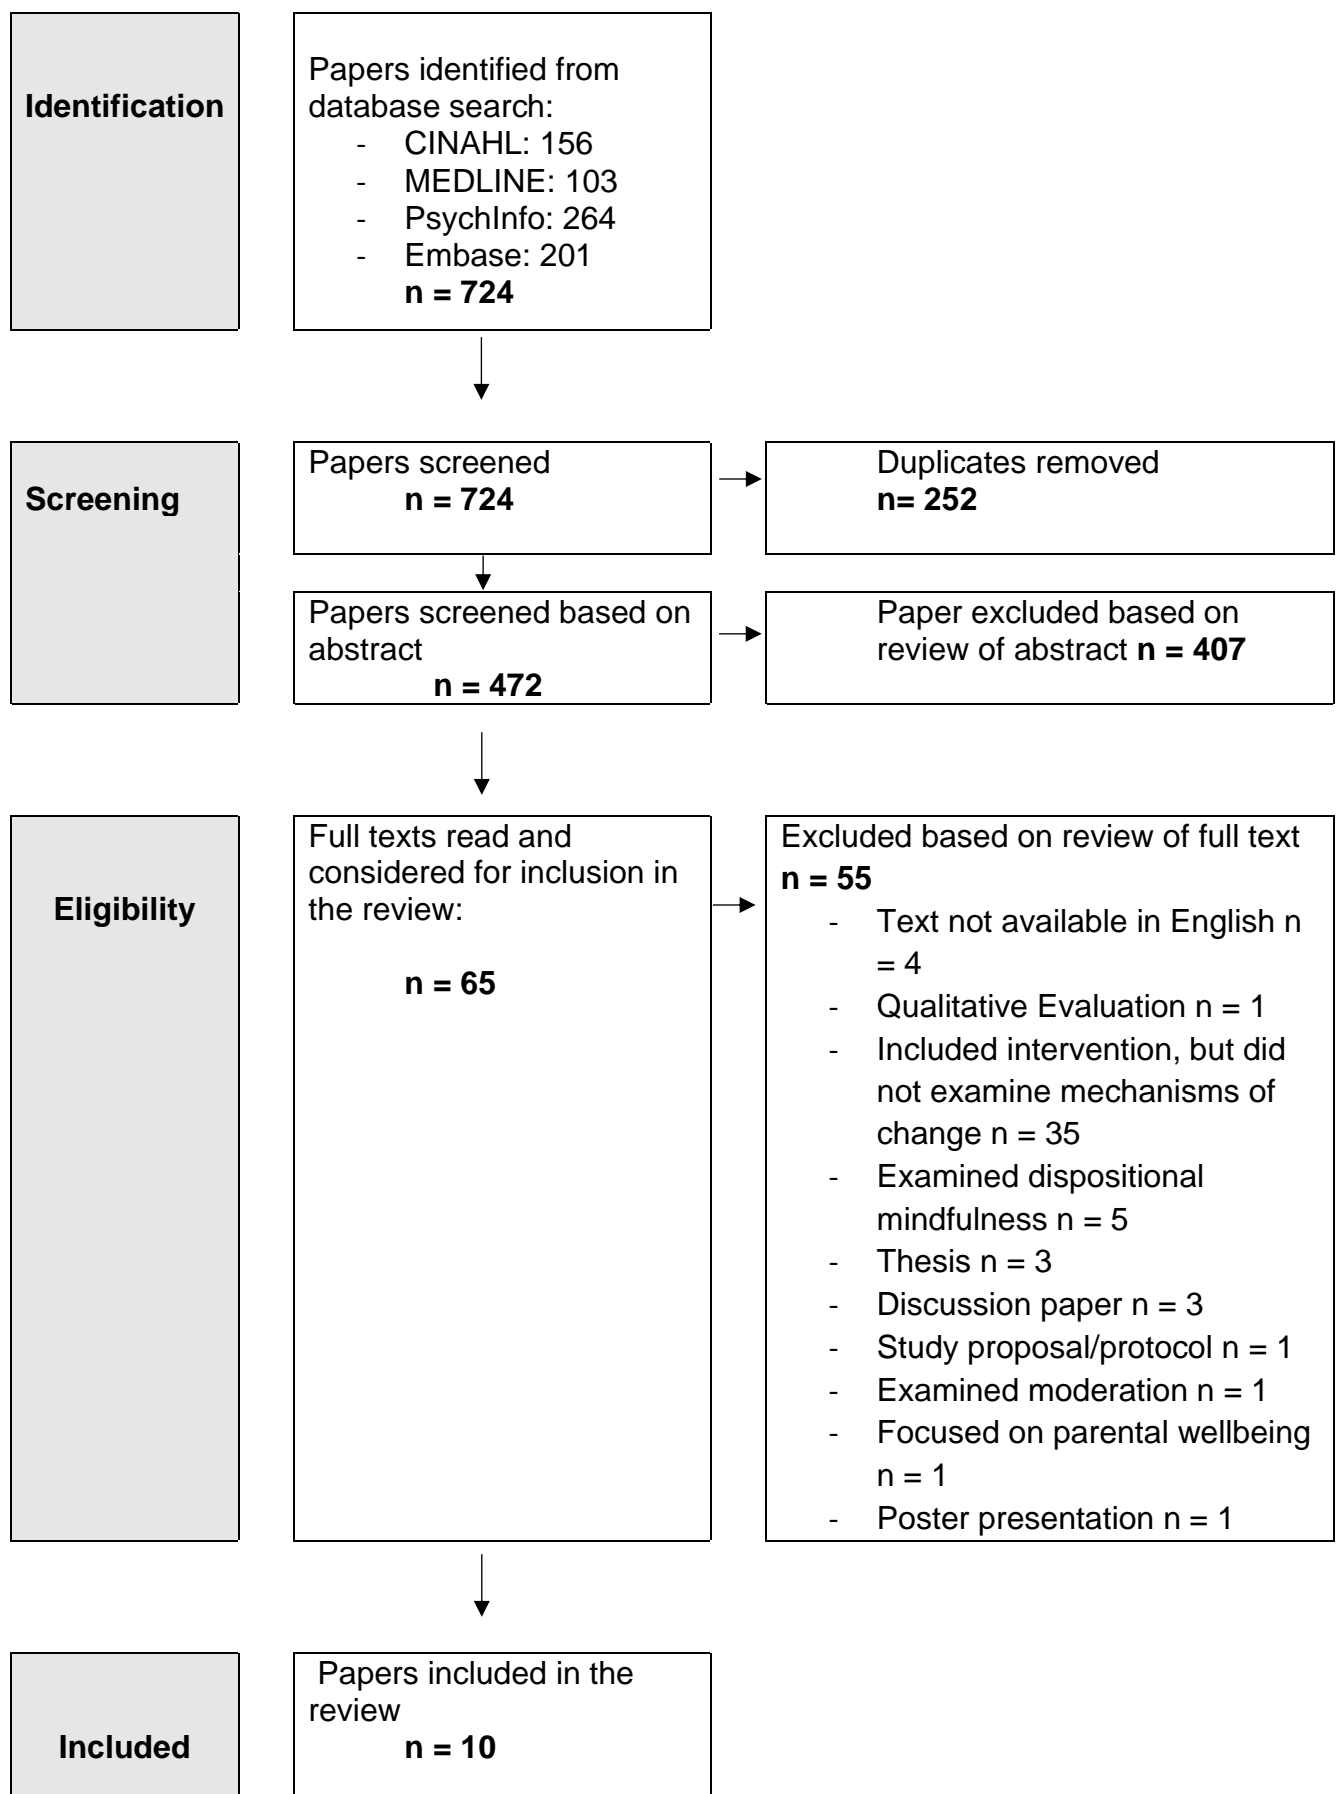 Identification
Papers identified from
database search:
- CINAHL: 156
- MEDLINE: 103
- PsychInfo: 264
- Embase: 201
n = 724
Screening
Papers screened
n = 724
Duplicates removed
n= 252
Papers screened based on
abstract
n = 472
Paper excluded based on
review of abstract n = 407
Eligibility
Full texts read and
considered for inclusion in
the review:
n = 65
Excluded based on review of full text
n = 55
- Text not available in English n
= 4
- Qualitative Evaluation n = 1
- Included intervention, but did
not examine mechanisms of
change n = 35
- Examined dispositional
mindfulness n = 5
- Thesis n = 3
- Discussion paper n = 3
- Study proposal/protocol n = 1
- Examined moderation n = 1
- Focused on parental wellbeing
n = 1
- Poster presentation n = 1
Included
Papers included in the
review
n = 10